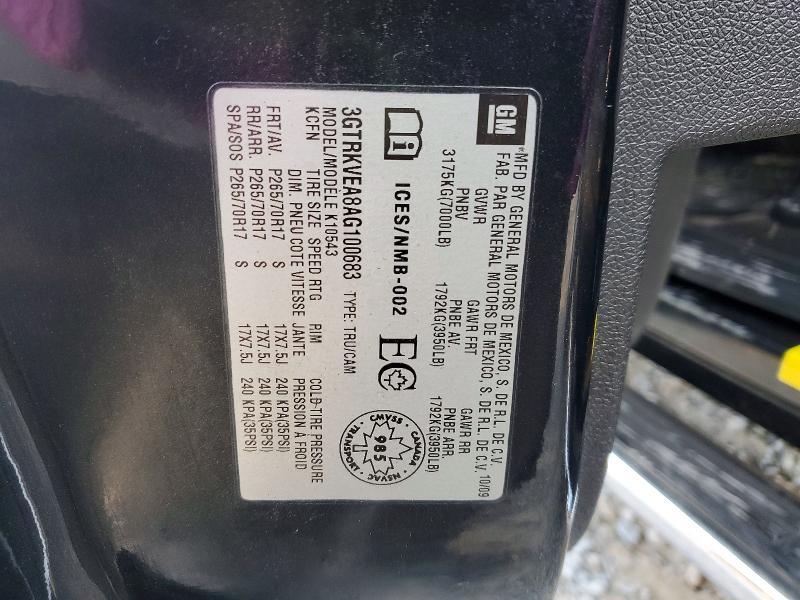 GM
MFD BY GENERAL MOTORS DE MEXICO, S. DE R.L. DE C.V.
FAB. PAR GENERAL MOTORS DE MEXICO, S. DE R.L. DE C.V. 10/09
GVWR GAWR FRT GAWR RR
PNBV PNBE AV. PNBE ARR.
3175KG(7000LB) 1792KG(3950LB) 1792KG(3950LB)
i ICES/NMB-002 EC
CMVSS · CANADA · NSVAC · TRANSPORT ·
985
3GTRKVEA8AG100683 TYPE: TRU/CAM
MODEL/MODÈLE K10543
KCFN TIRE SIZE SPEED RTG RIM COLD-TIRE PRESSURE
DIM. PNEU COTE VITESSE JANTE PRESSION À FROID
FRT/AV. P265/70R17 S 17X7.5J 240 KPA(35PSI)
RR/ARR. P265/70R17 S 17X7.5J 240 KPA(35PSI)
SPA/SOS P265/70R17 S 17X7.5J 240 KPA(35PSI)